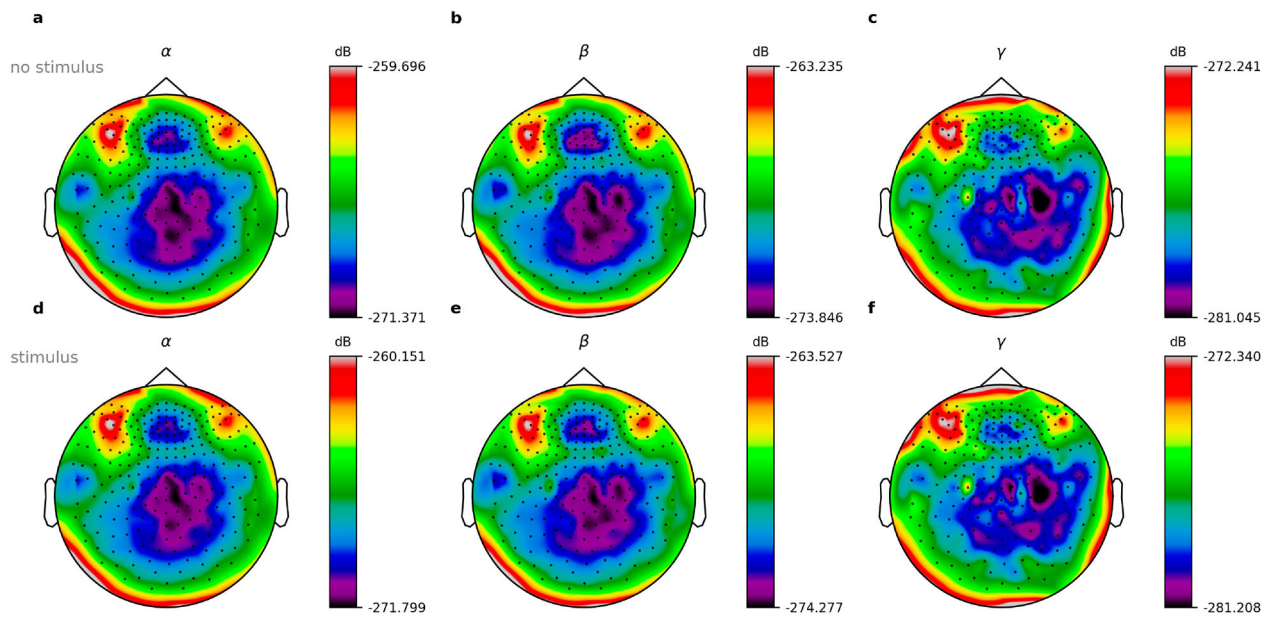 a
b
c
α
dB
β
dB
γ
dB
no stimulus
-259.696
-263.235
-272.241
-271.371
-273.846
-281.045
d
e
f
α
dB
β
dB
γ
dB
stimulus
-260.151
-263.527
-272.340
-271.799
-274.277
-281.208